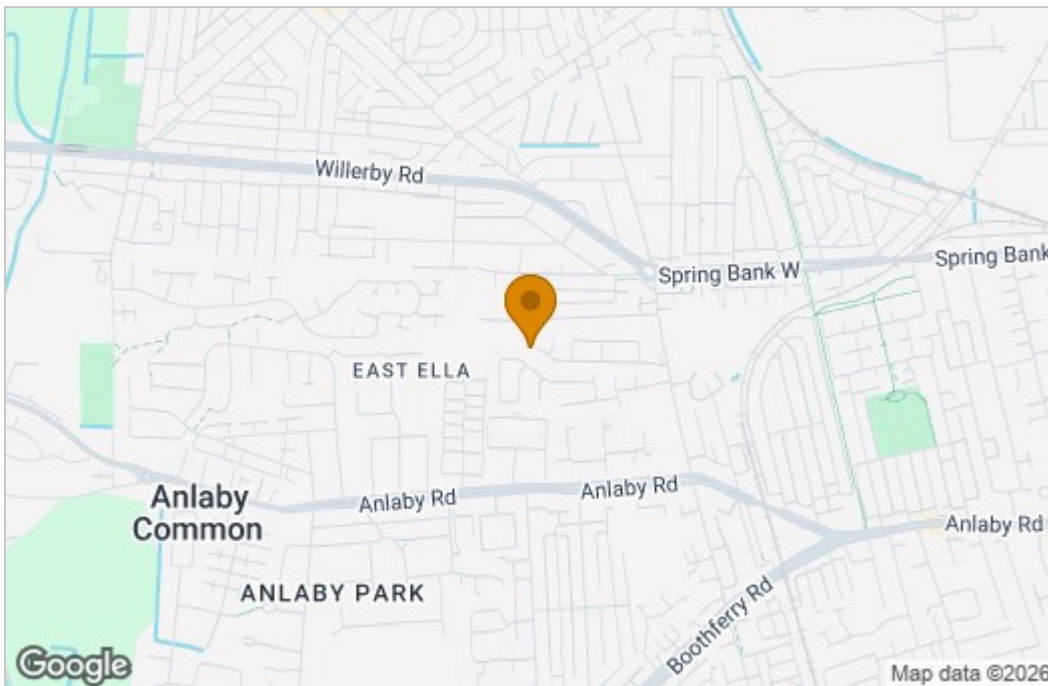 Willerby Rd
Spring Bank W
Spring Bank
EAST ELLA
Anlaby
Common
Anlaby Rd
Anlaby Rd
Anlaby Rd
ANLABY PARK
Boothferry Rd
Google
Map data ©2026